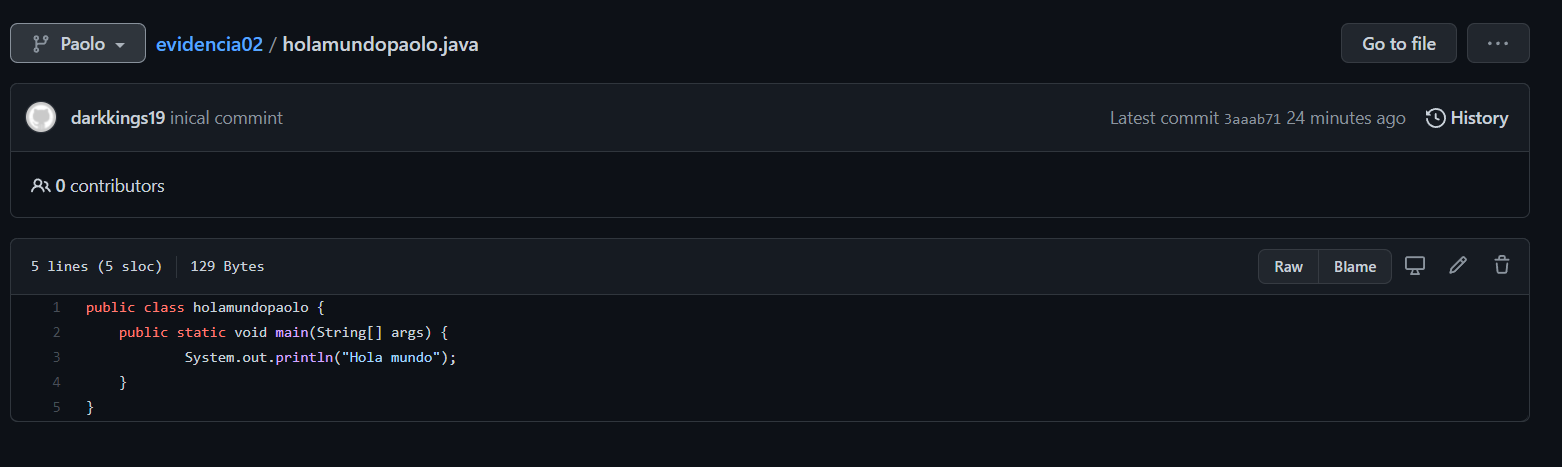 Paolo evidencia02 / holamundopaolo.java Go to file ...
darkkings19 inical commint Latest commit 3aaab71 24 minutes ago History
0 contributors
5 lines (5 sloc) 129 Bytes Raw Blame
1 public class holamundopaolo {
2 public static void main(String[] args) {
3 System.out.println("Hola mundo");
4 }
5 }